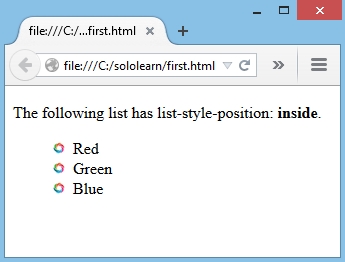 file:///C:/...first.html
file:///C:/sololearn/first.html
The following list has list-style-position: inside.
Red
Green
Blue